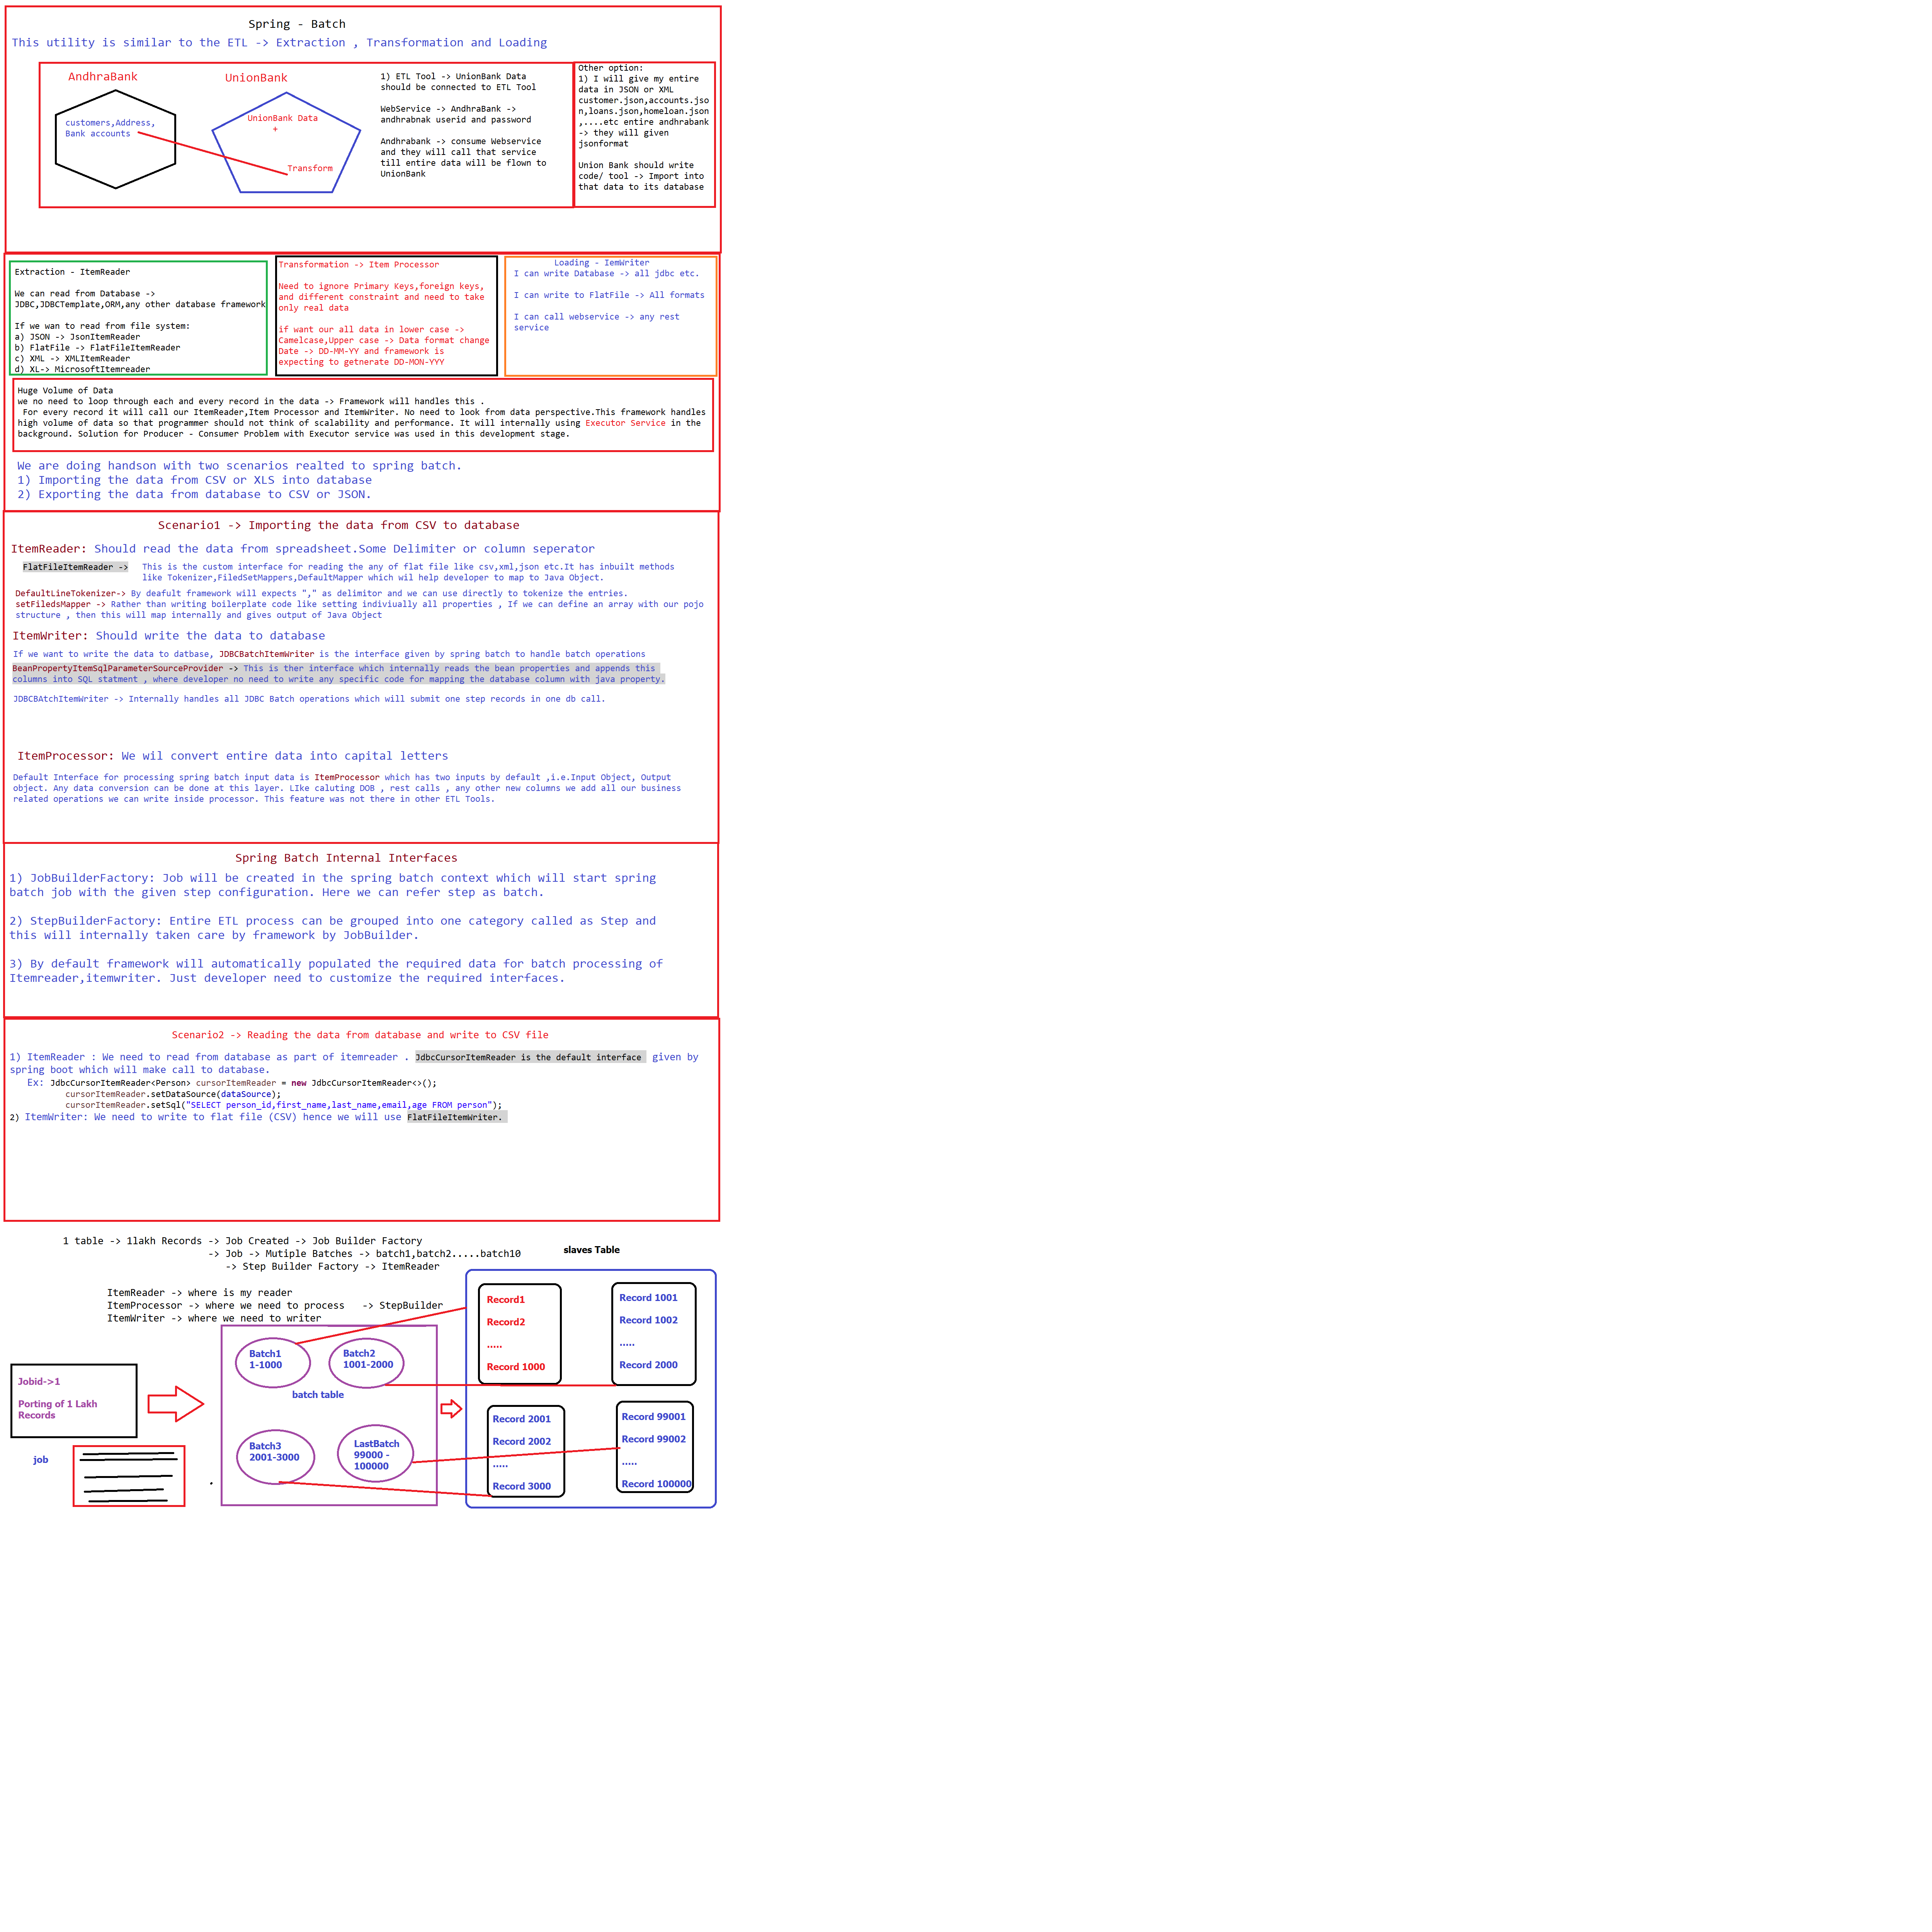 Spring - Batch
This utility is similar to the ETL -> Extraction , Transformation and Loading
AndhraBank
customers,Address,
Bank accounts
UnionBank
UnionBank Data
+
Transform
1) ETL Tool -> UnionBank Data
should be connected to ETL Tool
WebService -> AndhraBank ->
andhrabnak userid and password
Andhrabank -> consume Webservice
and they will call that service
till entire data will be flown to
UnionBank
Other option:
1) I will give my entire
data in JSON or XML
customer.json,accounts.jso
n,loans.json,homeloan.json
,....etc entire andhrabank
-> they will given
jsonformat
Union Bank should write
code/ tool -> Import into
that data to its database
Extraction - ItemReader
We can read from Database ->
JDBC,JDBCTemplate,ORM,any other database framework
If we wan to read from file system:
a) JSON -> JsonItemReader
b) FlatFile -> FlatFileItemReader
c) XML -> XMLItemReader
d) XL-> MicrosoftItemreader
Transformation -> Item Processor
Need to ignore Primary Keys,foreign keys,
and different constraint and need to take
only real data
if want our all data in lower case ->
Camelcase,Upper case -> Data format change
Date -> DD-MM-YY and framework is
expecting to getnerate DD-MON-YYY
Loading - IemWriter
I can write Database -> all jdbc etc.
I can write to FlatFile -> All formats
I can call webservice -> any rest
service
Huge Volume of Data
we no need to loop through each and every record in the data -> Framework will handles this .
For every record it will call our ItemReader,Item Processor and ItemWriter. No need to look from data perspective.This framework handles
high volume of data so that programmer should not think of scalability and performance. It will internally using Executor Service in the
background. Solution for Producer - Consumer Problem with Executor service was used in this development stage.
We are doing handson with two scenarios realted to spring batch.
1) Importing the data from CSV or XLS into database
2) Exporting the data from database to CSV or JSON.
Scenario1 -> Importing the data from CSV to database
ItemReader: Should read the data from spreadsheet.Some Delimiter or column seperator
FlatFileItemReader -> This is the custom interface for reading the any of flat file like csv,xml,json etc.It has inbuilt methods
like Tokenizer,FiledSetMappers,DefaultMapper which wil help developer to map to Java Object.
DefaultLineTokenizer-> By deafult framework will expects "," as delimitor and we can use directly to tokenize the entries.
setFiledsMapper -> Rather than writing boilerplate code like setting indiviually all properties , If we can define an array with our pojo
structure , then this will map internally and gives output of Java Object
ItemWriter: Should write the data to database
If we want to write the data to datbase, JDBCBatchItemWriter is the interface given by spring batch to handle batch operations
BeanPropertyItemSqlParameterSourceProvider -> This is ther interface which internally reads the bean properties and appends this
columns into SQL statment , where developer no need to write any specific code for mapping the database column with java property.
JDBCBAtchItemWriter -> Internally handles all JDBC Batch operations which will submit one step records in one db call.
ItemProcessor: We wil convert entire data into capital letters
Default Interface for processing spring batch input data is ItemProcessor which has two inputs by default ,i.e.Input Object, Output
object. Any data conversion can be done at this layer. LIke caluting DOB , rest calls , any other new columns we add all our business
related operations we can write inside processor. This feature was not there in other ETL Tools.
Spring Batch Internal Interfaces
1) JobBuilderFactory: Job will be created in the spring batch context which will start spring
batch job with the given step configuration. Here we can refer step as batch.
2) StepBuilderFactory: Entire ETL process can be grouped into one category called as Step and
this will internally taken care by framework by JobBuilder.
3) By default framework will automatically populated the required data for batch processing of
Itemreader,itemwriter. Just developer need to customize the required interfaces.
Scenario2 -> Reading the data from database and write to CSV file
1) ItemReader : We need to read from database as part of itemreader . JdbcCursorItemReader is the default interface given by
spring boot which will make call to database.
Ex: JdbcCursorItemReader<Person> cursorItemReader = new JdbcCursorItemReader<>();
cursorItemReader.setDataSource(dataSource);
cursorItemReader.setSql("SELECT person_id,first_name,last_name,email,age FROM person");
2) ItemWriter: We need to write to flat file (CSV) hence we will use FlatFileItemWriter.
1 table -> 1lakh Records -> Job Created -> Job Builder Factory
-> Job -> Mutiple Batches -> batch1,batch2.....batch10
-> Step Builder Factory -> ItemReader
ItemReader -> where is my reader
ItemProcessor -> where we need to process -> StepBuilder
ItemWriter -> where we need to writer
slaves Table
Jobid->1
Porting of 1 Lakh
Records
job
Batch1
1-1000
Batch2
1001-2000
batch table
Batch3
2001-3000
LastBatch
99000 -
100000
.
Record1
Record2
.....
Record 1000
Record 1001
Record 1002
.....
Record 2000
Record 2001
Record 2002
.....
Record 3000
Record 99001
Record 99002
.....
Record 100000